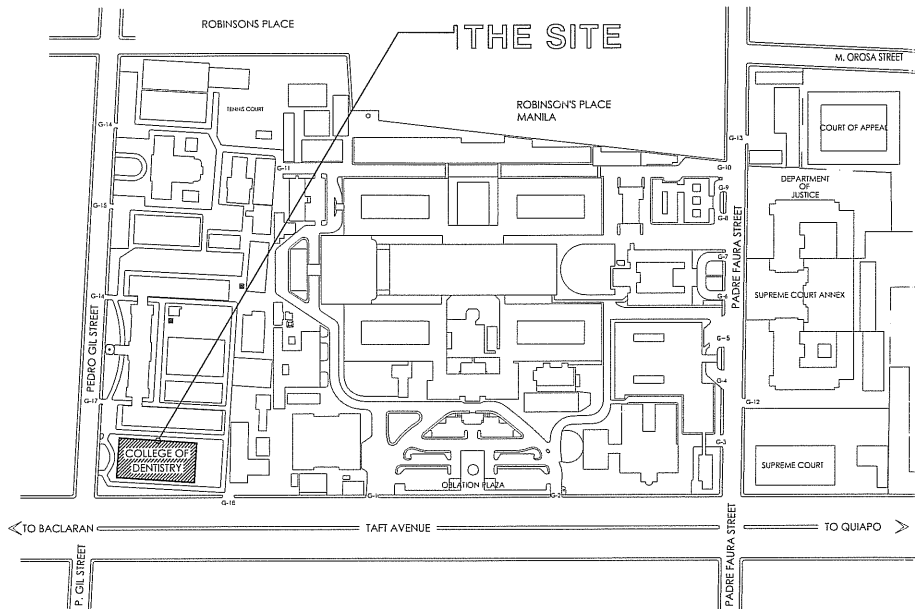 ROBINSONS PLACE
THE SITE
M. OROSA STREET
ROBINSON'S PLACE
MANILA
TENNIS COURT
G-14
G-13
COURT OF APPEAL
G-11
G-10
DEPARTMENT
OF
JUSTICE
G-9
G-8
G-15
PADRE FAURA STREET
G-7
G-6
G-16
SUPREME COURT ANNEX
PEDRO GIL STREET
G-5
G-4
G-17
G-12
G-3
COLLEGE OF
DENTISTRY
SUPREME COURT
OBLATION PLAZA
G-18
G-1
G-2
TO BACLARAN
TAFT AVENUE
TO QUIAPO
P. GIL STREET
PADRE FAURA STREET